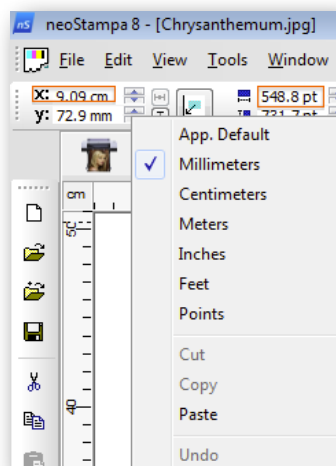 nS neoStampa 8 - [Chrysanthemum.jpg]
File Edit View Tools Window
X: 9.09 cm 548.8 pt
y: 72.9 mm 731.7 pt
App. Default
Millimeters
cm
Centimeters
50
Meters
Inches
Feet
Points
Cut
Copy
40
Paste
Undo